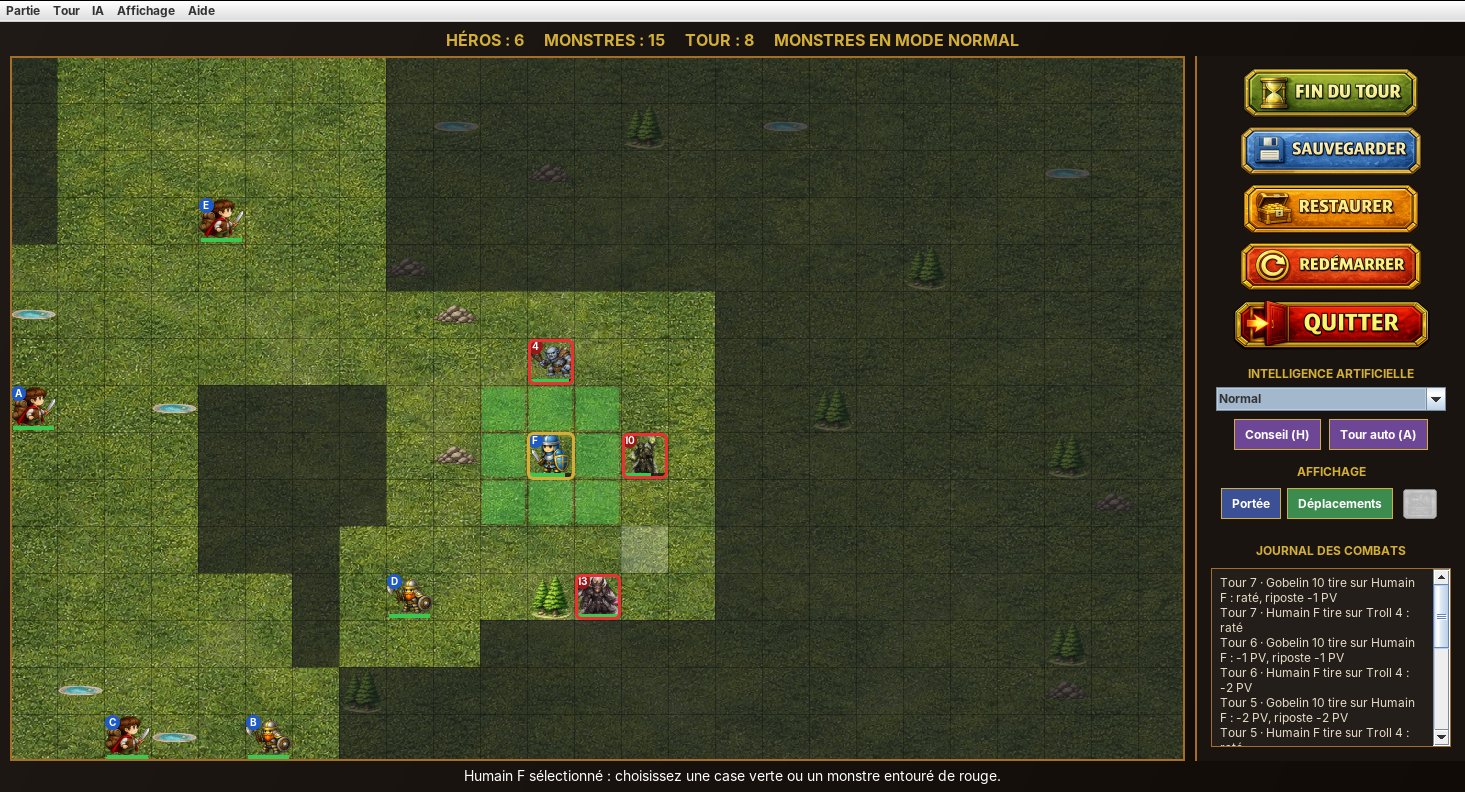 Partie Tour IA Affichage Aide
HÉROS : 6 MONSTRES : 15 TOUR : 8 MONSTRES EN MODE NORMAL
E
4
A
F
10
D
13
C
B
FIN DU TOUR
SAUVEGARDER
RESTAURER
REDÉMARRER
QUITTER
INTELLIGENCE ARTIFICIELLE
Normal
Conseil (H) Tour auto (A)
AFFICHAGE
Portée Déplacements
JOURNAL DES COMBATS
Tour 7 · Gobelin 10 tire sur Humain
F : raté, riposte -1 PV
Tour 7 · Humain F tire sur Troll 4 :
raté
Tour 6 · Gobelin 10 tire sur Humain
F : -1 PV, riposte -1 PV
Tour 6 · Humain F tire sur Troll 4 :
-2 PV
Tour 5 · Gobelin 10 tire sur Humain
F : -2 PV, riposte -2 PV
Tour 5 · Humain F tire sur Troll 4 :
raté
Humain F sélectionné : choisissez une case verte ou un monstre entouré de rouge.